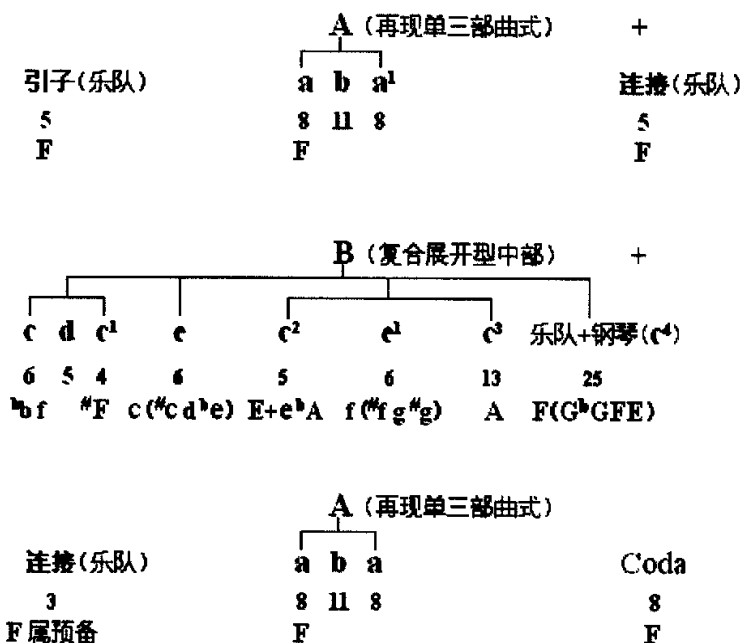 A (再现单三部曲式) +
引子(乐队) a b a¹ 连接(乐队)
5 8 11 8 5
F F F
B (复合展开型中部) +
c d c¹ e c² e¹ c³ 乐队+钢琴(c⁴)
6 5 4 6 5 6 13 25
ᵇb f #F c(#c d ᵇe) E+e ᵇA f(#f g #g) A F(G ᵇG F E)
A (再现单三部曲式)
连接(乐队) a b a Coda
3 8 11 8 8
F 属预备 F F